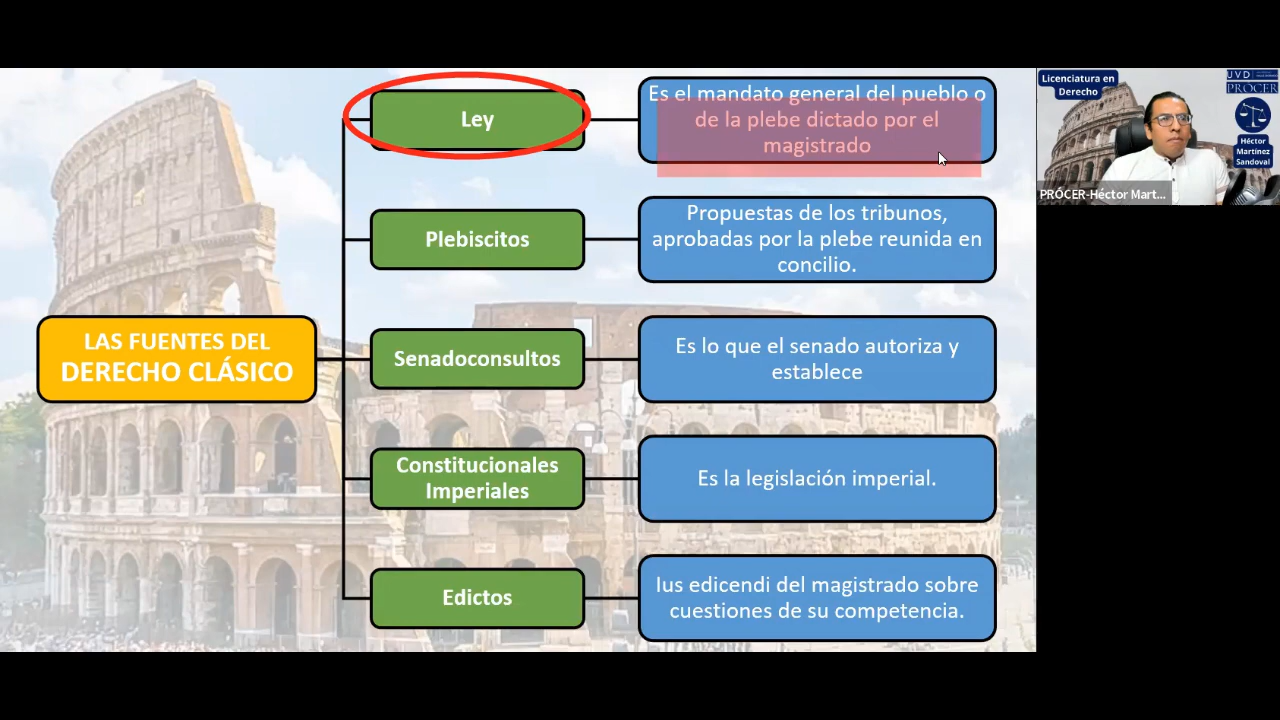 LAS FUENTES DEL
DERECHO CLÁSICO
Ley
Es el mandato general del pueblo o
de la plebe dictado por el
magistrado
Plebiscitos
Propuestas de los tribunos,
aprobadas por la plebe reunida en
concilio.
Senadoconsultos
Es lo que el senado autoriza y
establece
Constitucionales
Imperiales
Es la legislación imperial.
Edictos
Ius edicendi del magistrado sobre
cuestiones de su competencia.
Licenciatura en
Derecho
UVD
PRÓCER
Héctor
Martínez
Sandoval
PRÓCER-Héctor Mart...